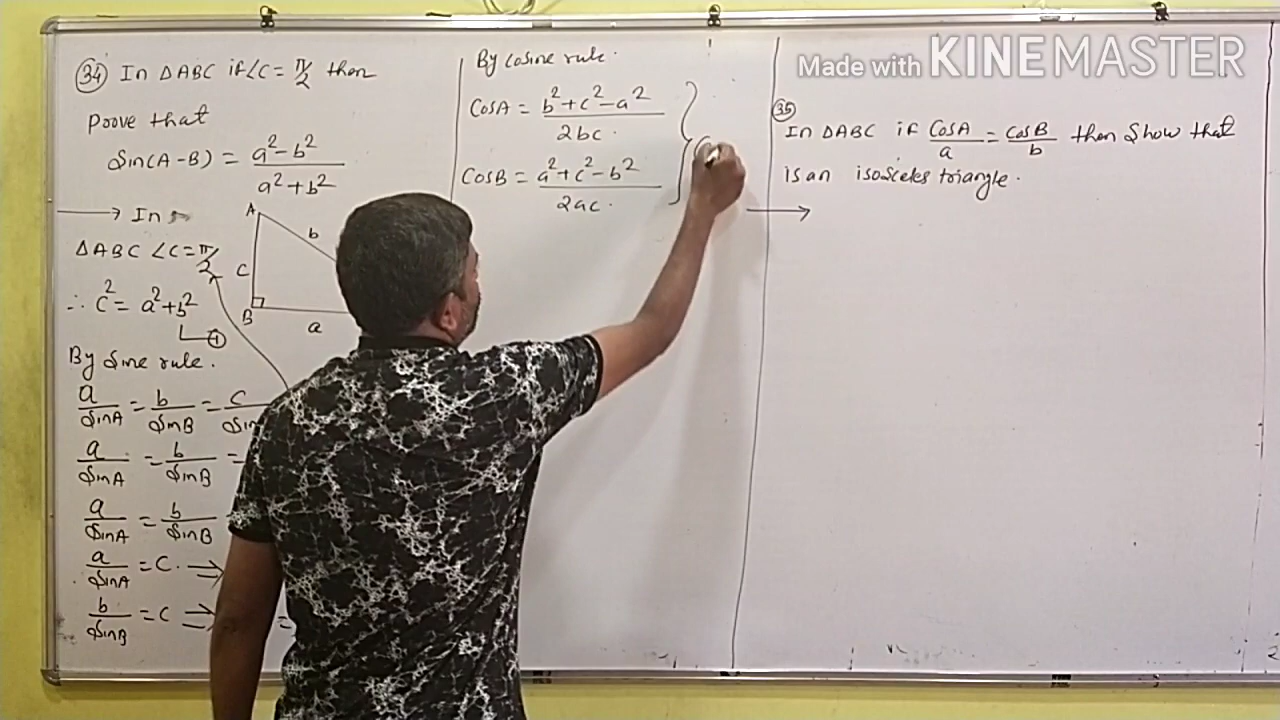 Made with KINEMASTER
34 In ΔABC if ∠C = π/2 then
prove that
Sin(A-B) = (a²-b²)/(a²+b²)
→ In
ΔABC ∠C = π/2
∴ c² = a²+b²
①
A
b
C
B
a
By Sine rule.
a/SinA = b/SinB = c/Sin
a/SinA = b/SinB =
a/SinA = b/SinB
a/SinA = C. ⇒
b/SinB = C ⇒ =
By Cosine rule.
CosA = (b²+c²-a²)/2bc.
CosB = (a²+c²-b²)/2ac.
35
In ΔABC if CosA/a = CosB/b then Show that
is an isosceles triangle.
→